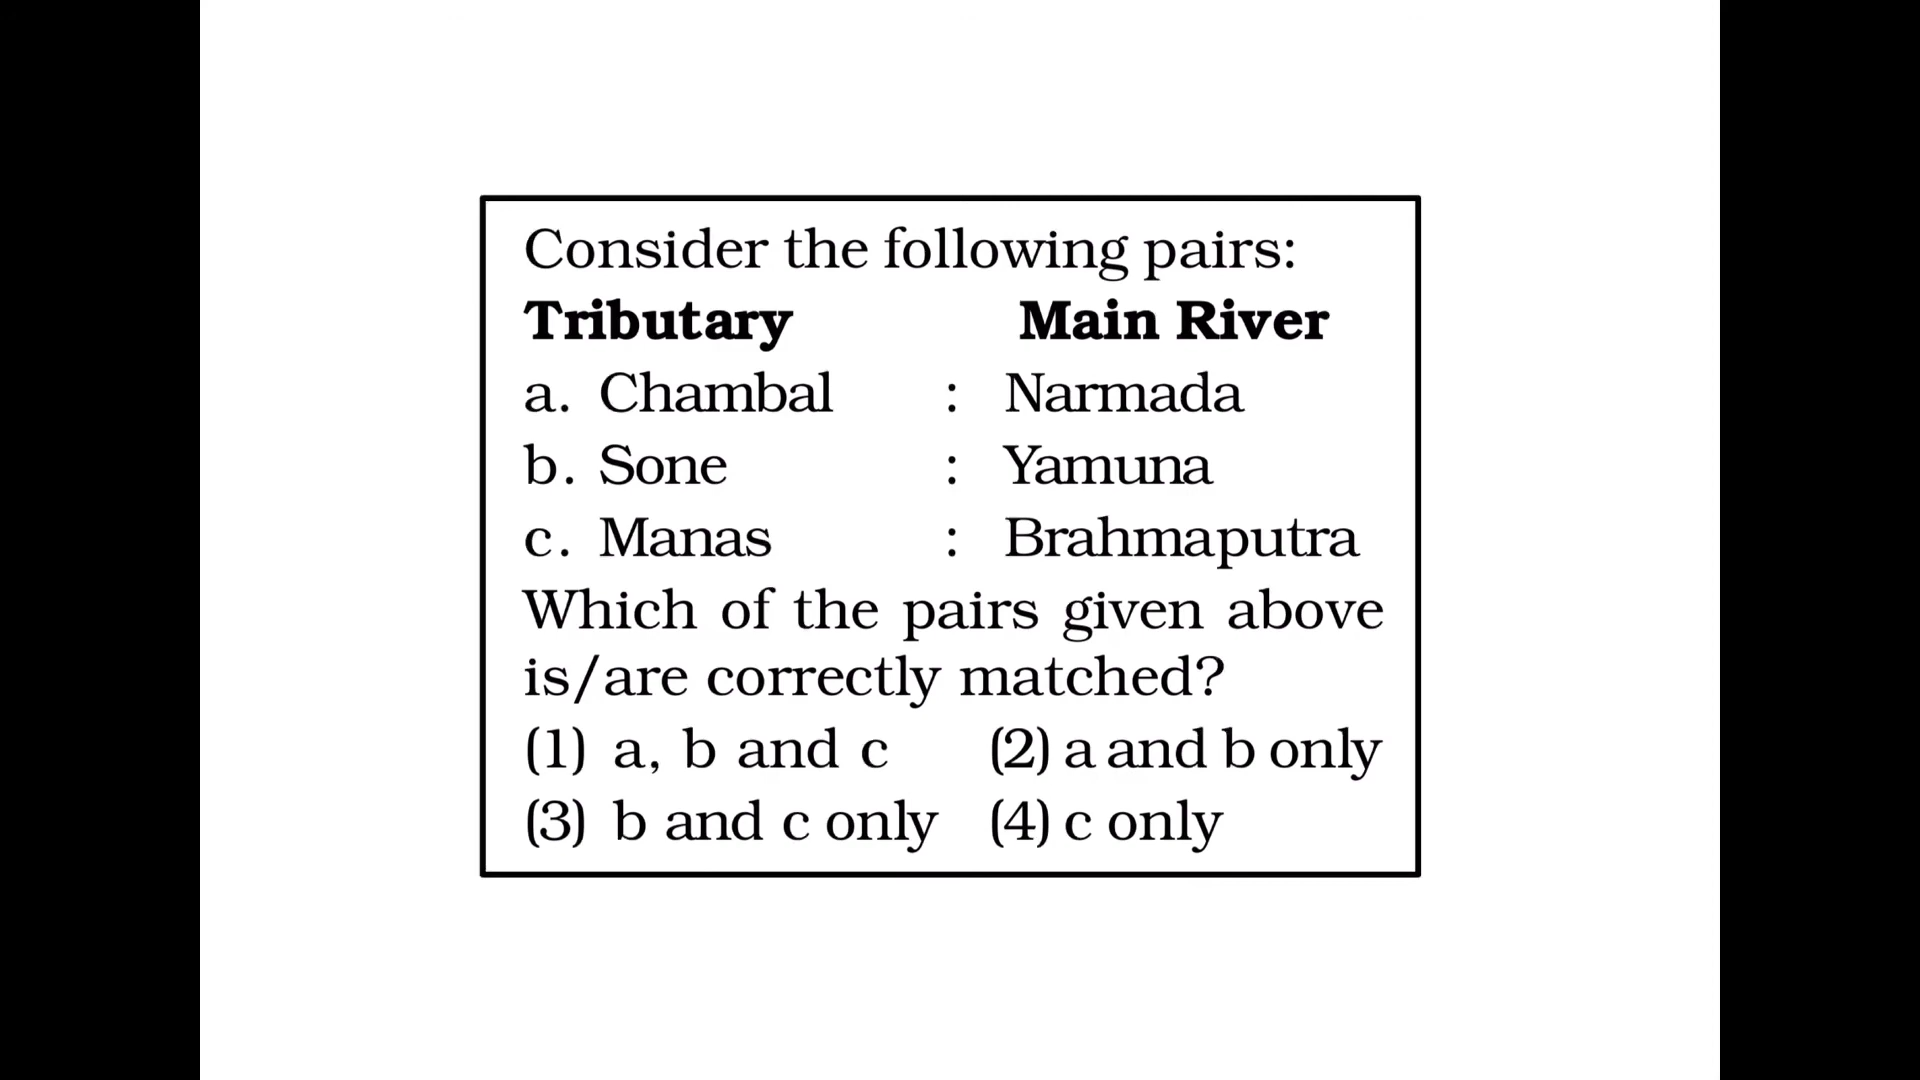 Consider the following pairs:
Tributary Main River
a. Chambal : Narmada
b. Sone : Yamuna
c. Manas : Brahmaputra
Which of the pairs given above
is/are correctly matched?
(1) a, b and c (2) a and b only
(3) b and c only (4) c only